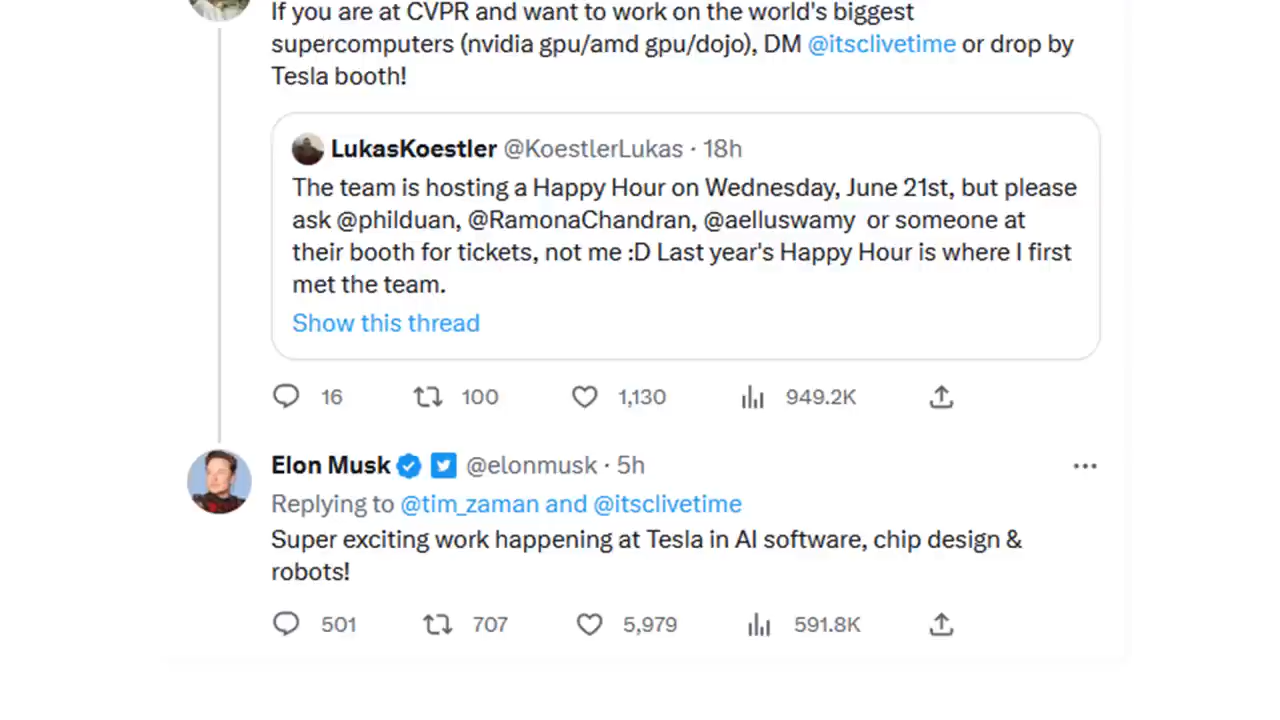 If you are at CVPR and want to work on the world's biggest
supercomputers (nvidia gpu/amd gpu/dojo), DM @itsclivetime or drop by
Tesla booth!
LukasKoestler @KoestlerLukas · 18h
The team is hosting a Happy Hour on Wednesday, June 21st, but please
ask @philduan, @RamonaChandran, @aelluswamy or someone at
their booth for tickets, not me :D Last year's Happy Hour is where I first
met the team.
Show this thread
16 100 1,130 949.2K
Elon Musk @elonmusk · 5h
Replying to @tim_zaman and @itsclivetime
Super exciting work happening at Tesla in AI software, chip design &
robots!
501 707 5,979 591.8K